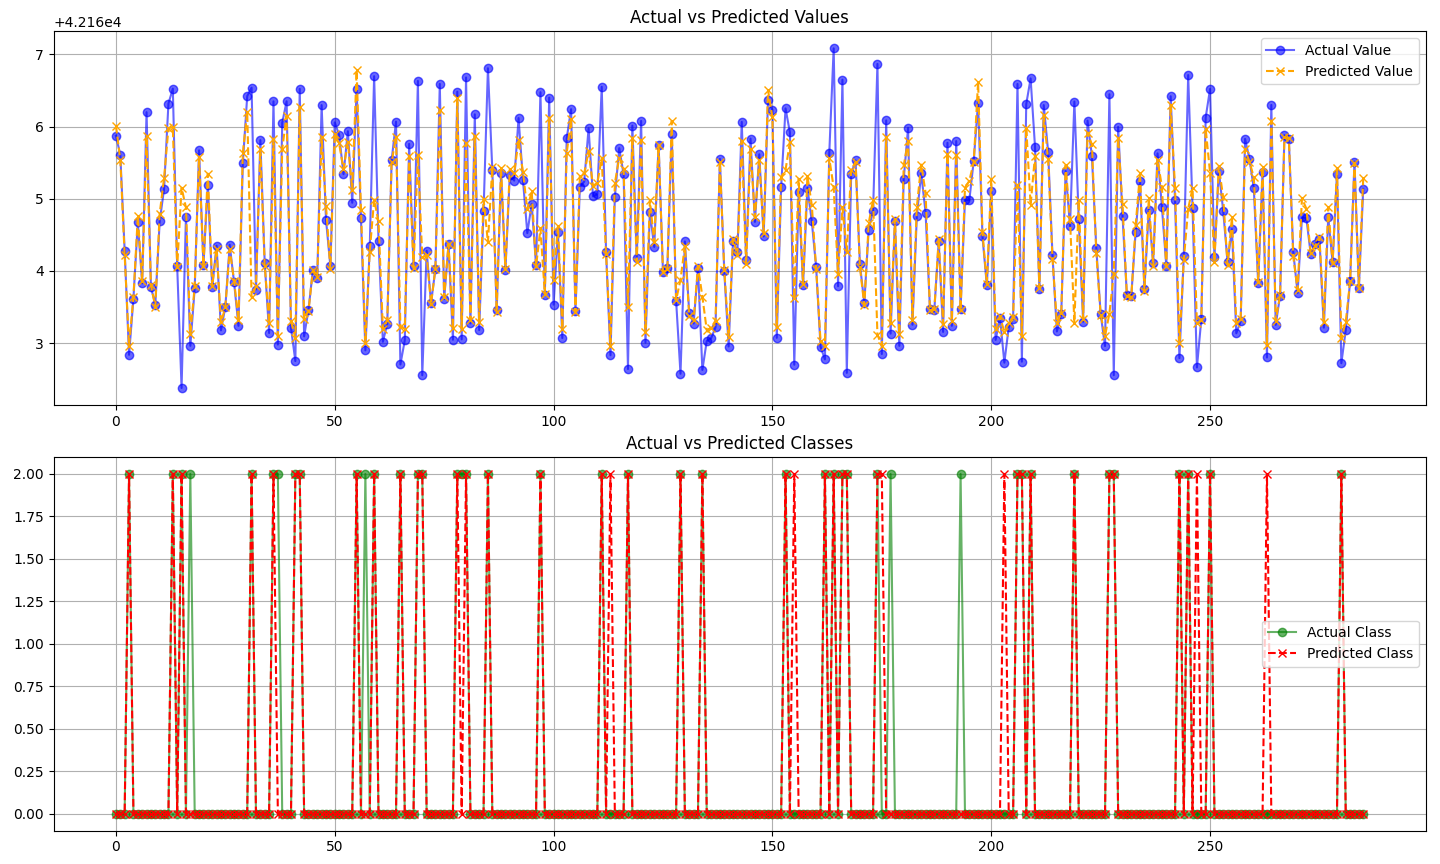 Actual vs Predicted Values
+4.216e4
7
6
5
4
3
Actual Value
Predicted Value
0 50 100 150 200 250
Actual vs Predicted Classes
2.00
1.75
1.50
1.25
1.00
0.75
0.50
0.25
0.00
Actual Class
Predicted Class
0 50 100 150 200 250